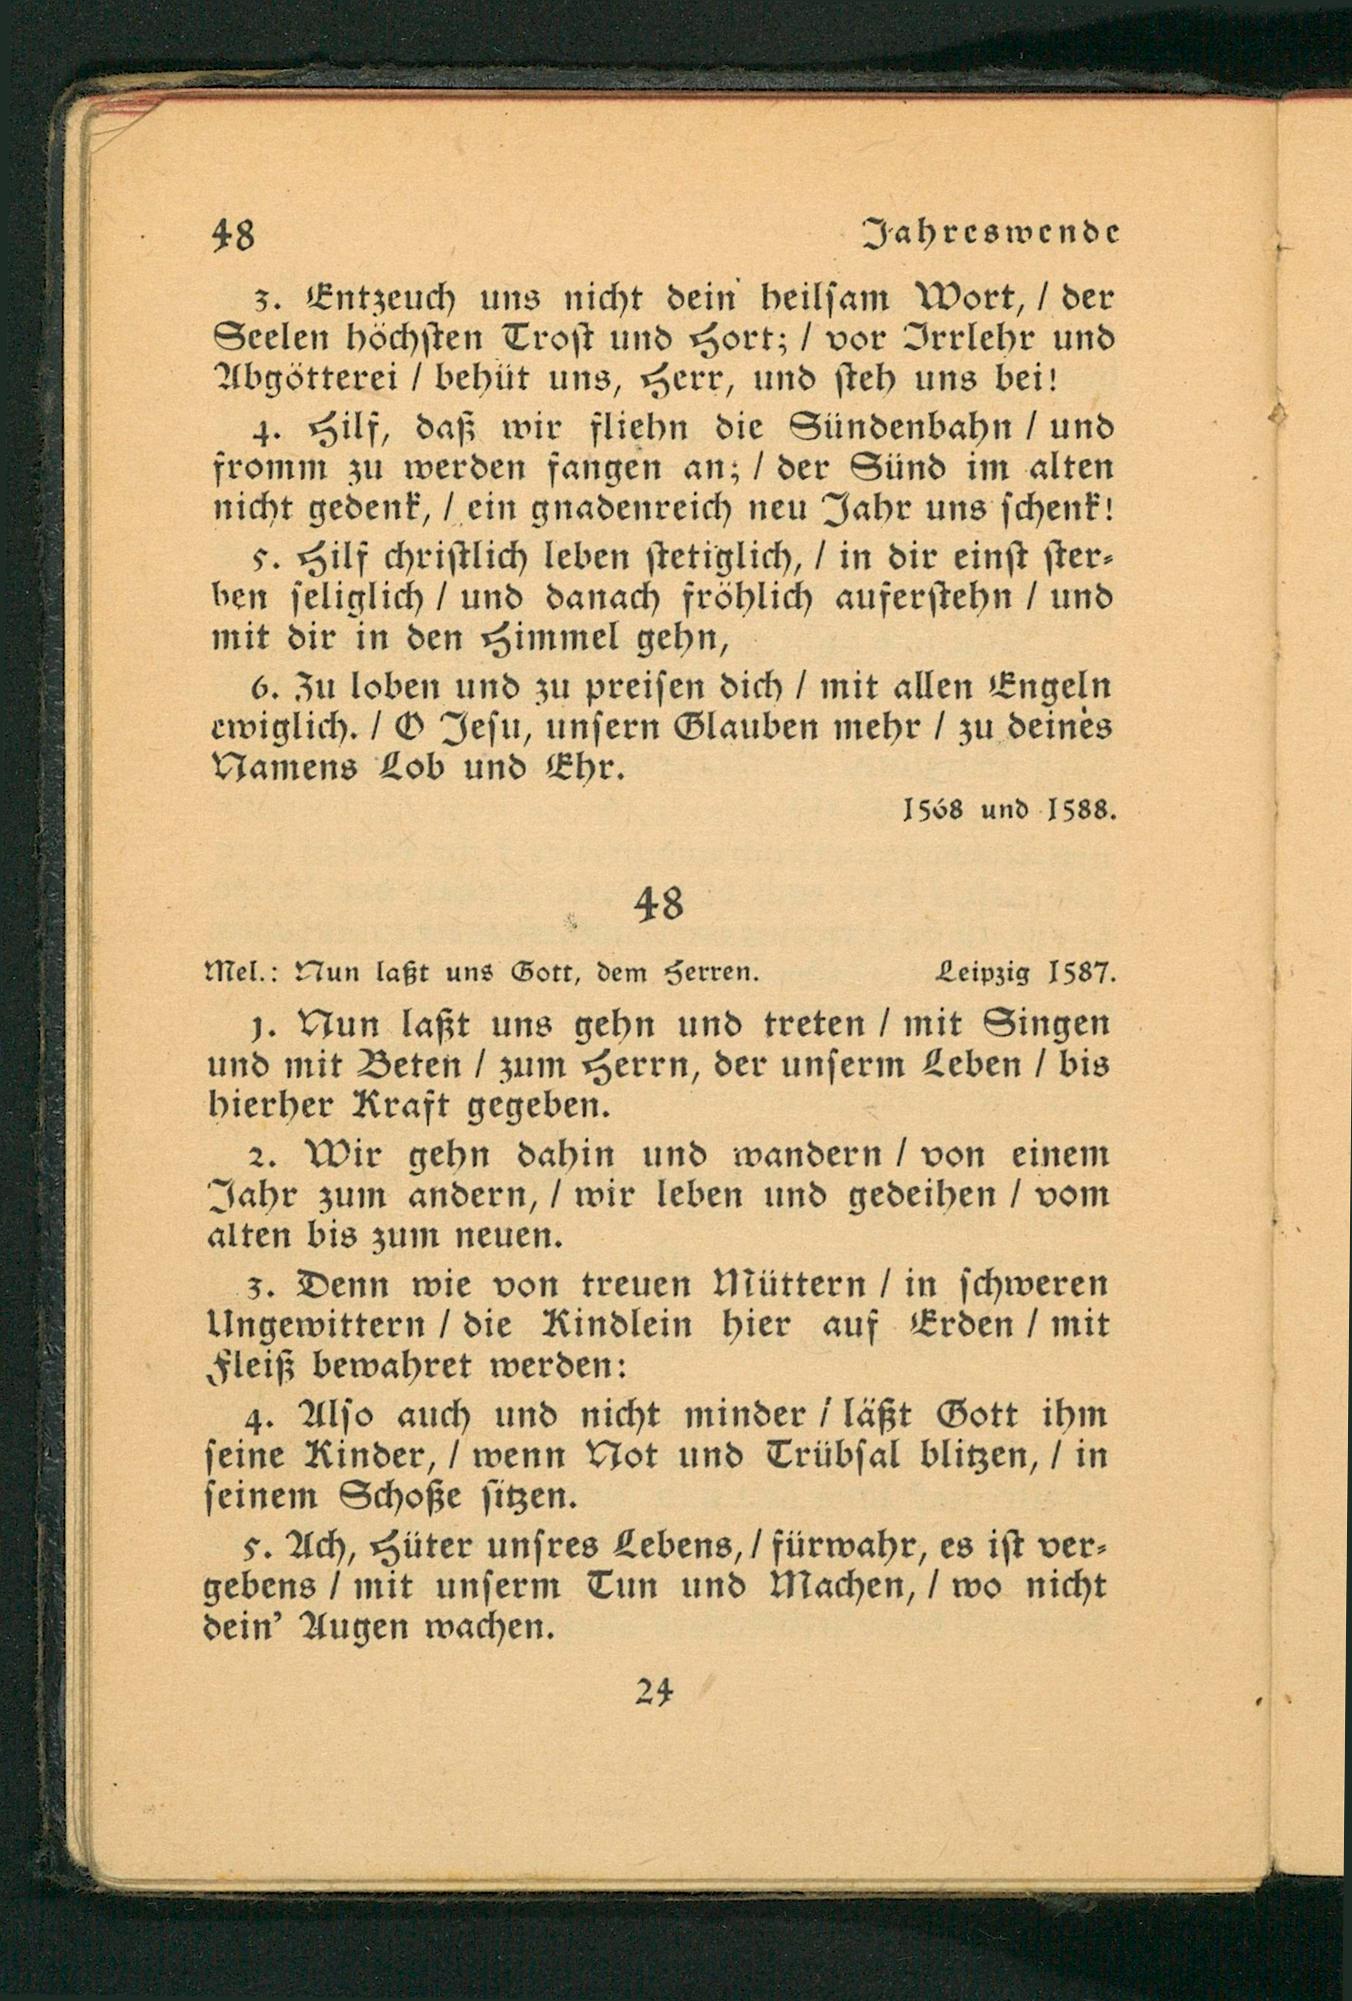 48 Jahreswende
3. Entzeuch uns nicht dein heilsam Wort, / der
Seelen höchsten Trost und Hort; / vor Irrlehr und
Abgötterei / behüt uns, Herr, und steh uns bei!
4. Hilf, daß wir fliehn die Sündenbahn / und
fromm zu werden fangen an; / der Sünd im alten
nicht gedenk, / ein gnadenreich neu Jahr uns schenk!
5. Hilf christlich leben stetiglich, / in dir einst ster-
ben seliglich / und danach fröhlich auferstehn / und
mit dir in den Himmel gehn,
6. Zu loben und zu preisen dich / mit allen Engeln
ewiglich. / O Jesu, unsern Glauben mehr / zu deines
Namens Lob und Ehr.
1568 und 1588.
48
Mel.: Nun laßt uns Gott, dem Herren. Leipzig 1587.
1. Nun laßt uns gehn und treten / mit Singen
und mit Beten / zum Herrn, der unserm Leben / bis
hierher Kraft gegeben.
2. Wir gehn dahin und wandern / von einem
Jahr zum andern, / wir leben und gedeihen / vom
alten bis zum neuen.
3. Denn wie von treuen Müttern / in schweren
Ungewittern / die Kindlein hier auf Erden / mit
Fleiß bewahret werden:
4. Also auch und nicht minder / läßt Gott ihm
seine Kinder, / wenn Not und Trübsal blitzen, / in
seinem Schoße sitzen.
5. Ach, Hüter unsres Lebens, / fürwahr, es ist ver-
gebens / mit unserm Tun und Machen, / wo nicht
dein' Augen wachen.
24